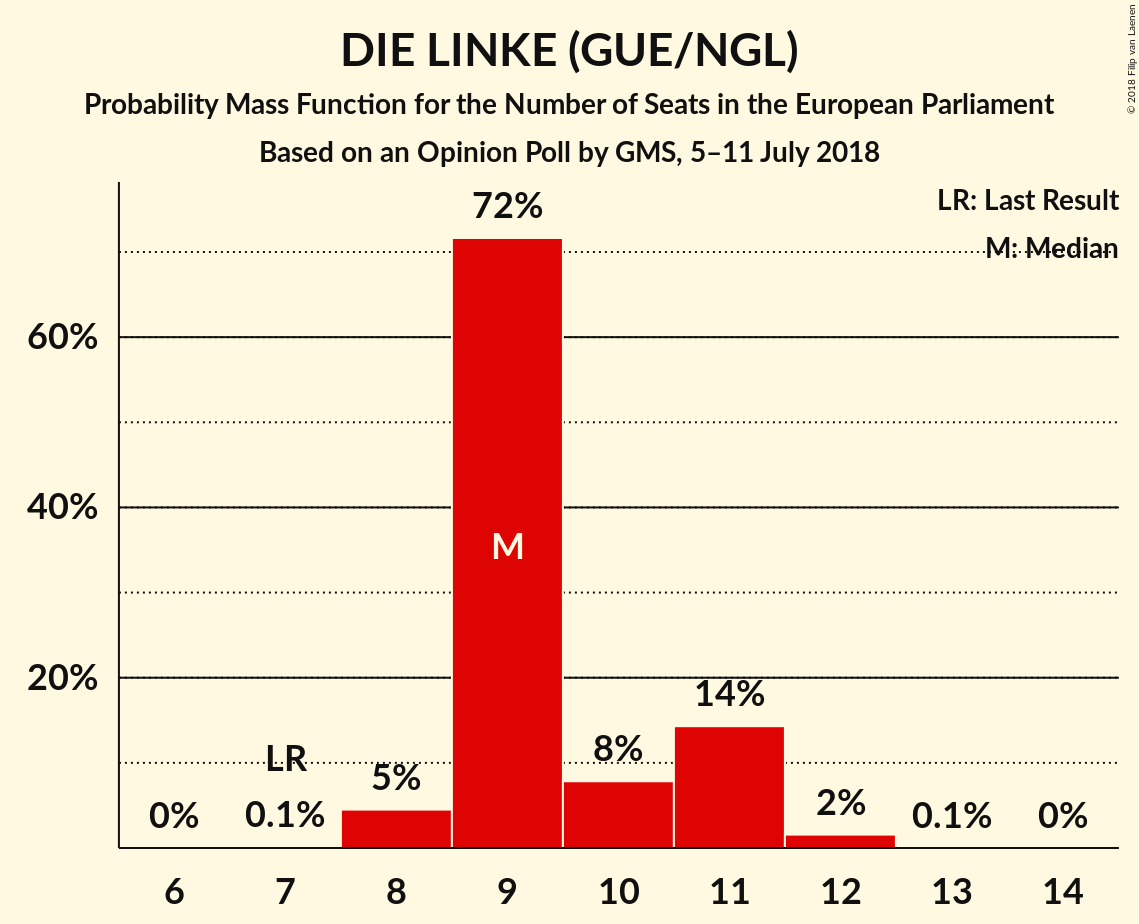 DIE LINKE (GUE/NGL)
Probability Mass Function for the Number of Seats in the European Parliament
Based on an Opinion Poll by GMS, 5–11 July 2018
© 2018 Filip van Laenen
LR: Last Result
M: Median
72%
60%
40%
M
20%
14%
LR
8%
5%
0%
0.1%
2%
0.1%
0%
6 7 8 9 10 11 12 13 14